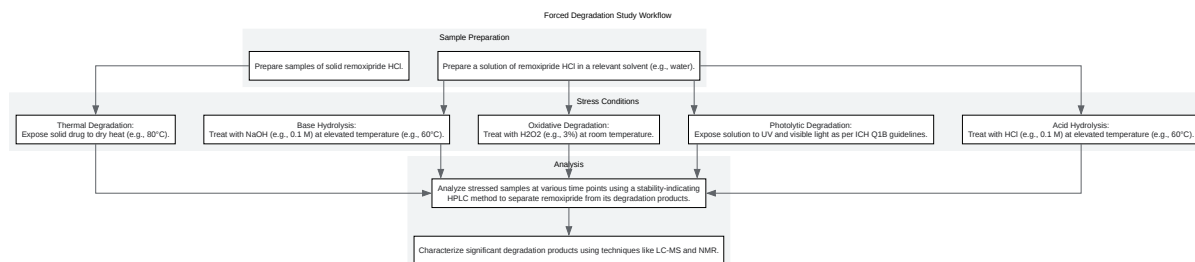 Forced Degradation Study Workflow
Sample Preparation
Prepare samples of solid remoxipride HCl.
Prepare a solution of remoxipride HCl in a relevant solvent (e.g., water).
Stress Conditions
Thermal Degradation:
Expose solid drug to dry heat (e.g., 80°C).
Base Hydrolysis:
Treat with NaOH (e.g., 0.1 M) at elevated temperature (e.g., 60°C).
Oxidative Degradation:
Treat with H2O2 (e.g., 3%) at room temperature.
Photolytic Degradation:
Expose solution to UV and visible light as per ICH Q1B guidelines.
Acid Hydrolysis:
Treat with HCl (e.g., 0.1 M) at elevated temperature (e.g., 60°C).
Analysis
Analyze stressed samples at various time points using a stability-indicating
HPLC method to separate remoxipride from its degradation products.
Characterize significant degradation products using techniques like LC-MS and NMR.